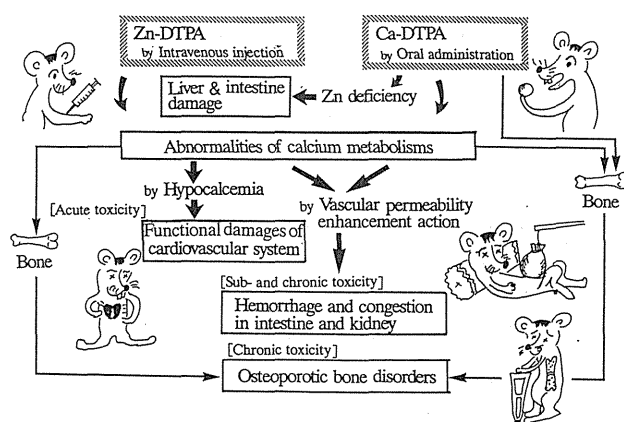 Zn-DTPA
by Intravenous injection
Ca-DTPA
by Oral administration
Liver & intestine
damage
Zn deficiency
Abnormalities of calcium metabolisms
by Hypocalcemia
by Vascular permeability
enhancement action
Bone
[Acute toxicity]
Functional damages of
cardiovascular system
Bone
[Sub- and chronic toxicity]
Hemorrhage and congestion
in intestine and kidney
[Chronic toxicity]
Osteoporotic bone disorders